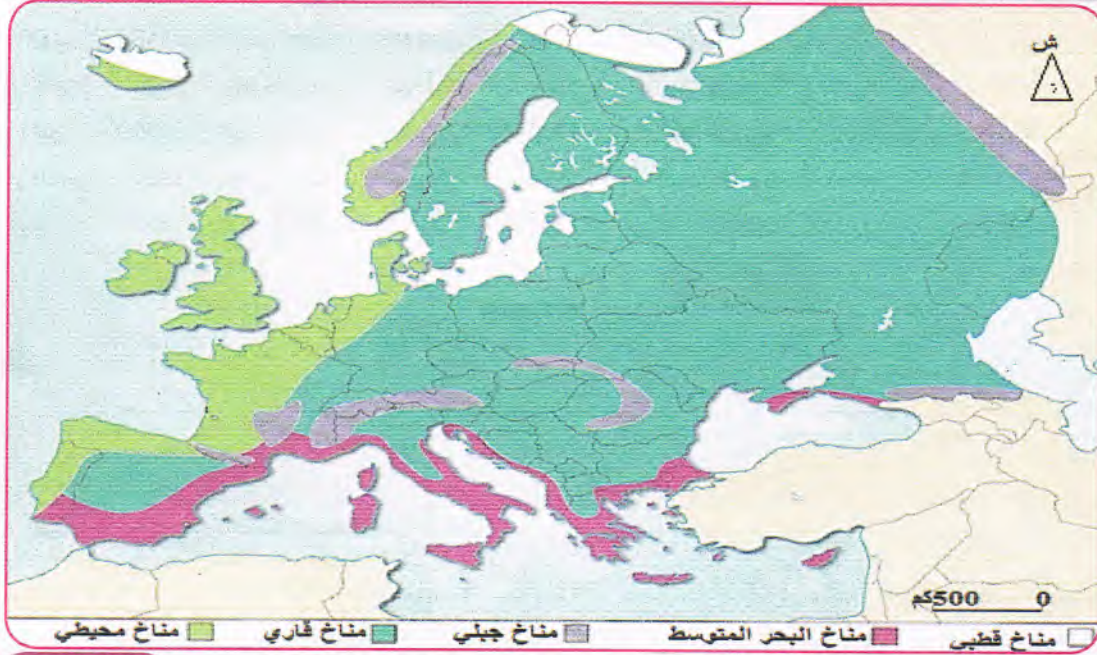 ش
500كم 0
مناخ قطبي مناخ البحر المتوسط مناخ جبلي مناخ قاري مناخ محيطي